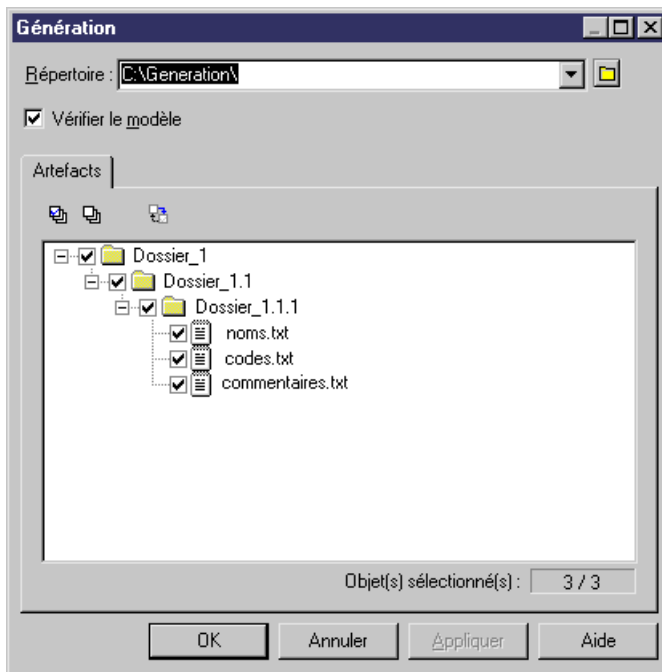 Génération
Répertoire : C:\Generation\
Vérifier le modèle
Artefacts
Dossier_1
Dossier_1.1
Dossier_1.1.1
noms.txt
codes.txt
commentaires.txt
Objet(s) sélectionné(s) : 3 / 3
OK Annuler Appliquer Aide